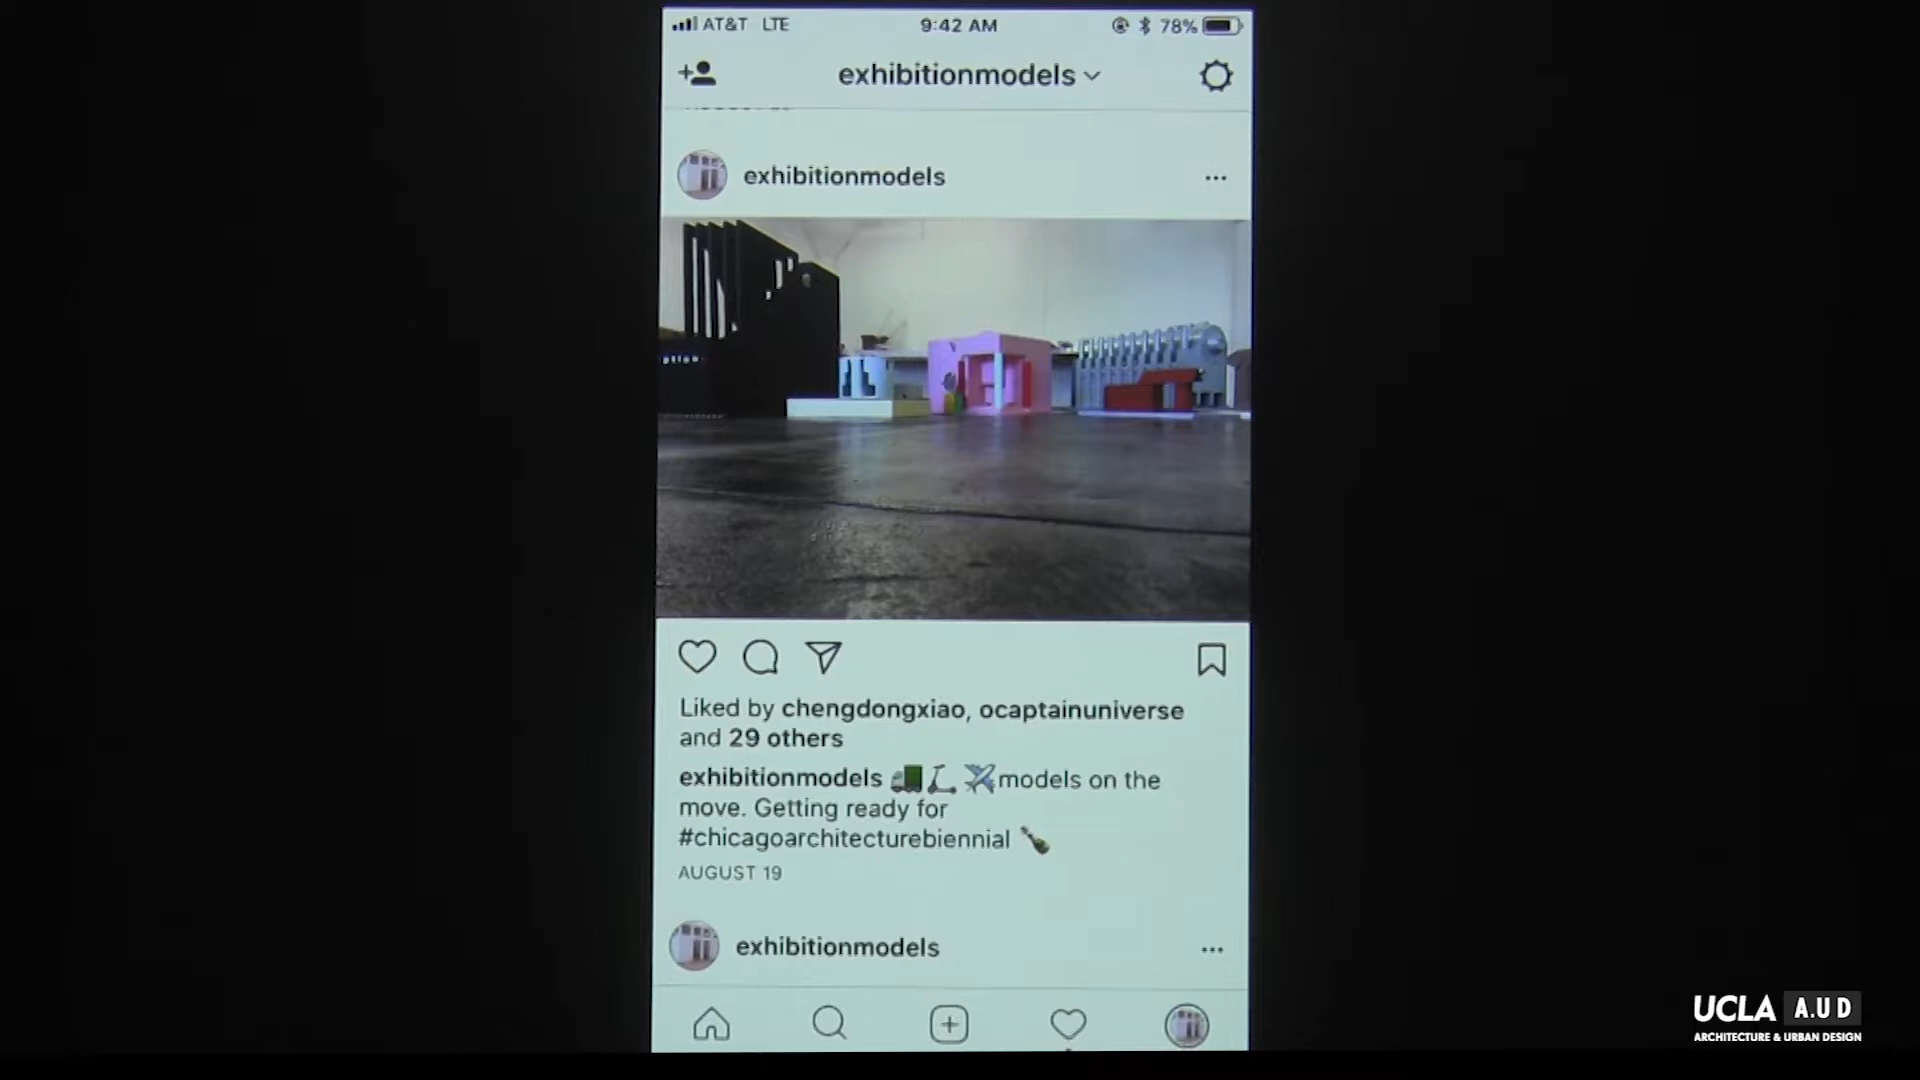 AT&T LTE 9:42 AM 78%
exhibitionmodels
exhibitionmodels
ption
Liked by chengdongxiao, ocaptainuniverse
and 29 others
exhibitionmodels 🚛🛴✈️models on the
move. Getting ready for
#chicagoarchitecturebiennial 🍾
AUGUST 19
exhibitionmodels
UCLA A.U D
ARCHITECTURE & URBAN DESIGN